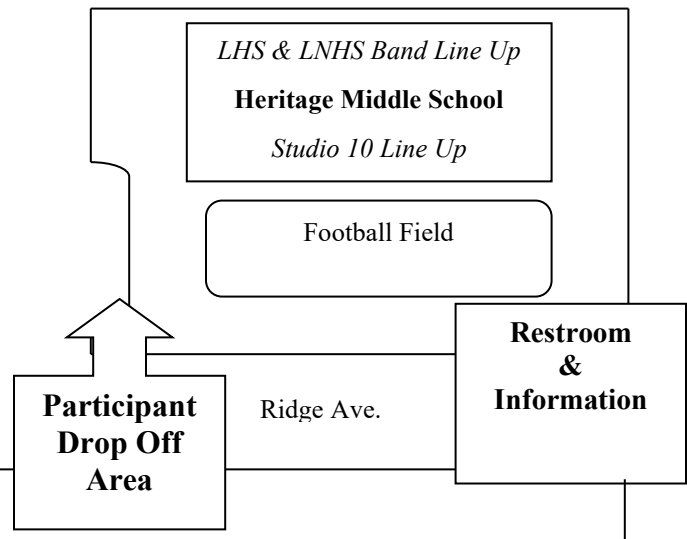 LHS & LNHS Band Line Up
Heritage Middle School
Studio 10 Line Up
Football Field
Restroom
&
Information
Participant
Drop Off
Area
Ridge Ave.